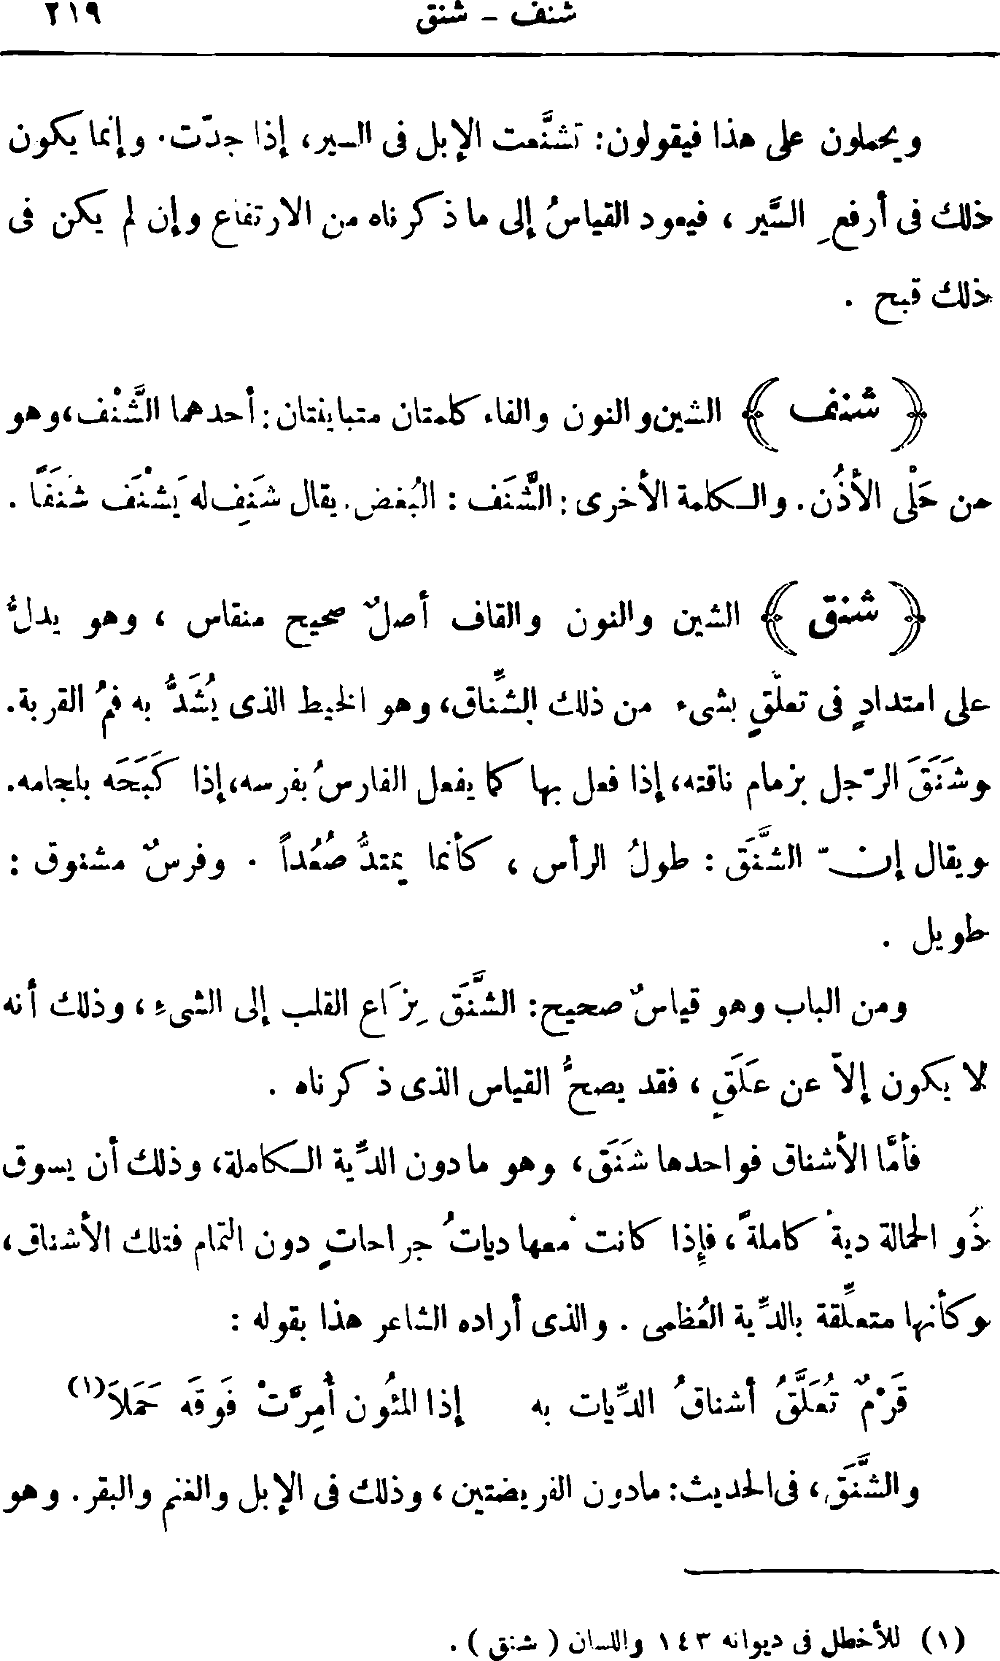 شنف - شنق ٢١٩
ويحملون على هذا فيقولون: تشنَّعت الإبل فى السير، إذا جدّت. وإنما يكون
ذلك فى أرفعِ السَّير، فيعود القياسُ إلى ما ذكرناه من الارتفاع وإن لم يكن فى
ذلك قبح .
﴿ شنف ﴾ الشين والنون والفاء كلمتان متباينتان: أحدهما الشَّنْف، وهو
من حَلْى الأذُن. والكلمة الأخرى: الشَّنَف: البُغض. يقال شَنِف له يَشْنَف شَنَفًا .
﴿ شنق ﴾ الشين والنون والقاف أصلٌ صحيح منقاس ، وهو يدلُّ
على امتدادٍ فى تعلّقٍ بشىء من ذلك الشِّناق، وهو الخيط الذى يُشَدُّ به فمُ القربة.
وشَنَقَ الرّجل بزمام ناقته، إذا فعل بها كما يفعل الفارسُ بفرسه، إذا كَبَحَه بلجامه.
ويقال إنّ الشَّنَق : طولُ الرأس ، كأنما يمتدُّ صُعُداً . وفرسٌ مشنوق :
طويل .
ومن الباب وهو قياسٌ صحيح: الشَّنَق نِزَاع القلب إلى الشىءِ، وذلك أنه
لا يكون إلاّ عن عَلَقٍ ، فقد يصحُّ القياس الذى ذكرناه .
فأمَّا الأشناق فواحدها شَنَق، وهو ما دون الدِّية الكاملة، وذلك أن يسوق
ذُو الحمالة ديةً كاملةً، فإذا كانت معها دياتُ جراحاتٍ دون التمام فتلك الأشناق،
وكأنها متعلِّقة بالدِّية العُظمى . والذى أراده الشاعر هذا بقوله :
قَرْمٌ تُعَلَّقُ أشناقُ الدِّيات به إذا المئُون أُمِرَّتْ فَوقَه حَمَلَا(١)
والشَّنَق، فى الحديث: مادون الفريضتين، وذلك فى الإبل والغنم والبقر. وهو
(١) للأخطل فى ديوانه ١٤٣ واللسان ( شنق ) .